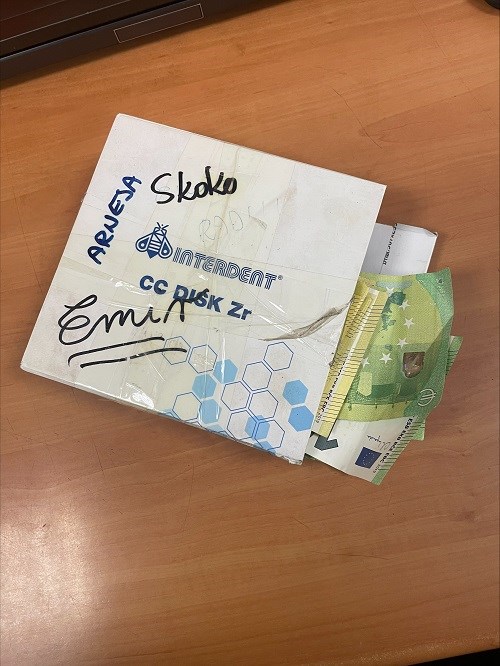 Skoko
ARNEJA
INTERDENT®
CC DISK Zr
Emir